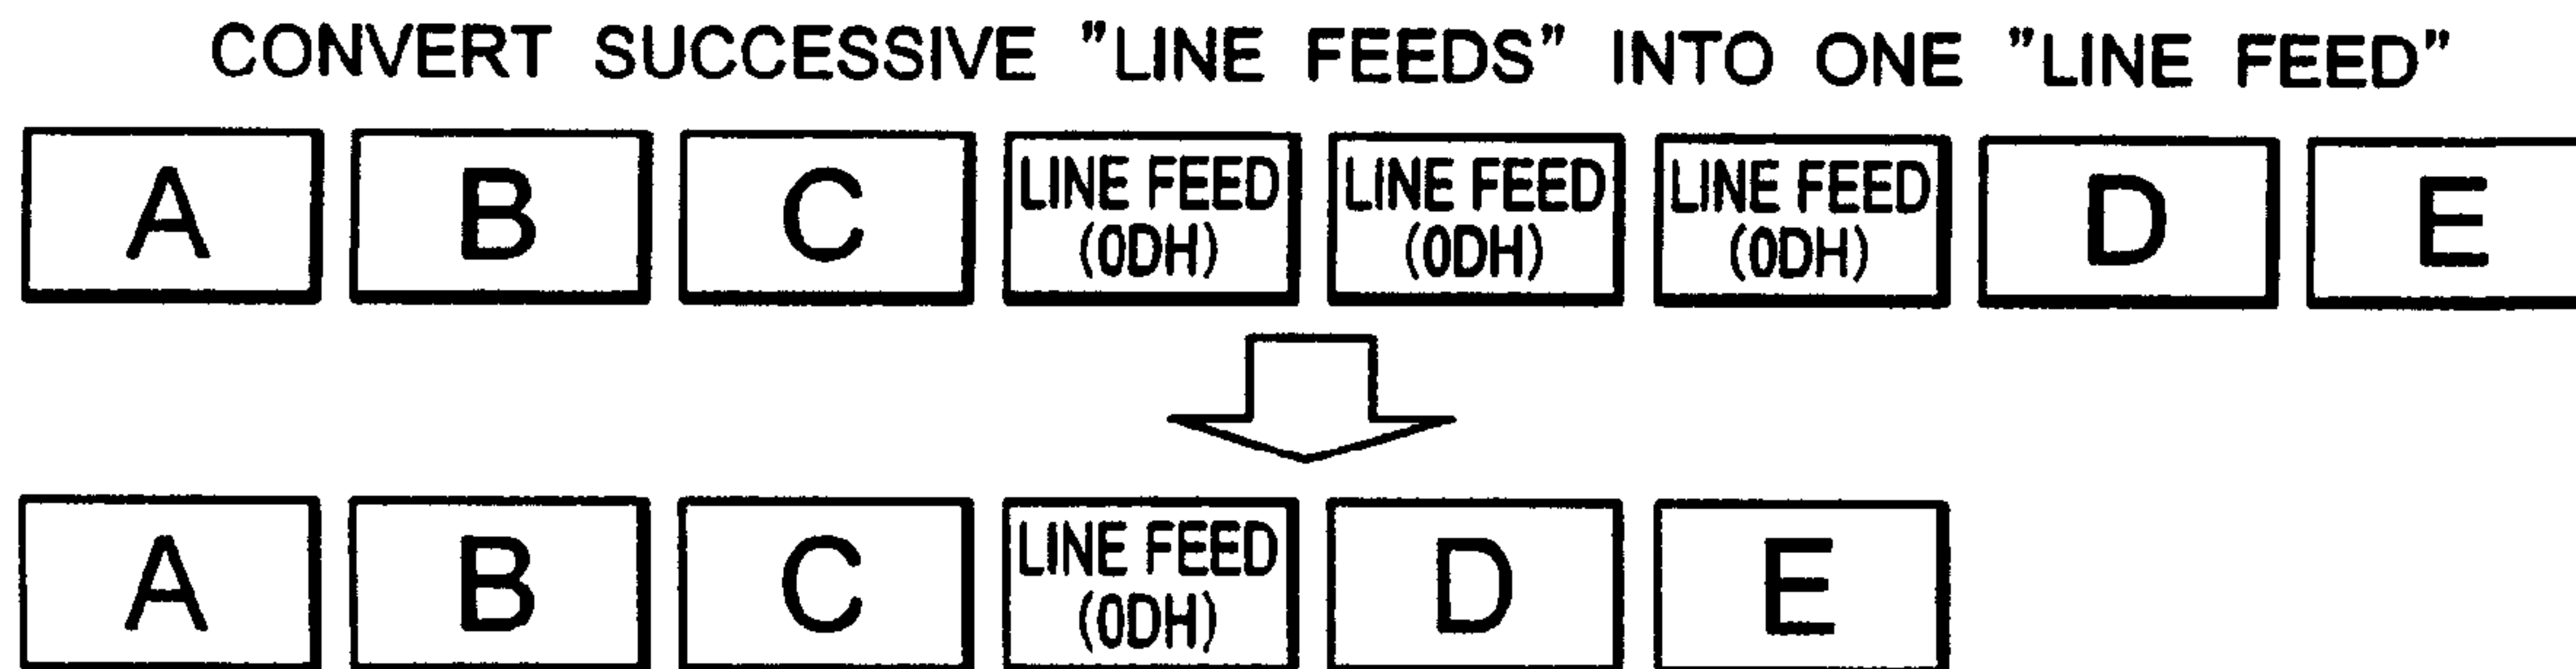 CONVERT SUCCESSIVE "LINE FEEDS" INTO ONE "LINE FEED"
A B C LINE FEED (0DH) LINE FEED (0DH) LINE FEED (0DH) D E
A B C LINE FEED (0DH) D E